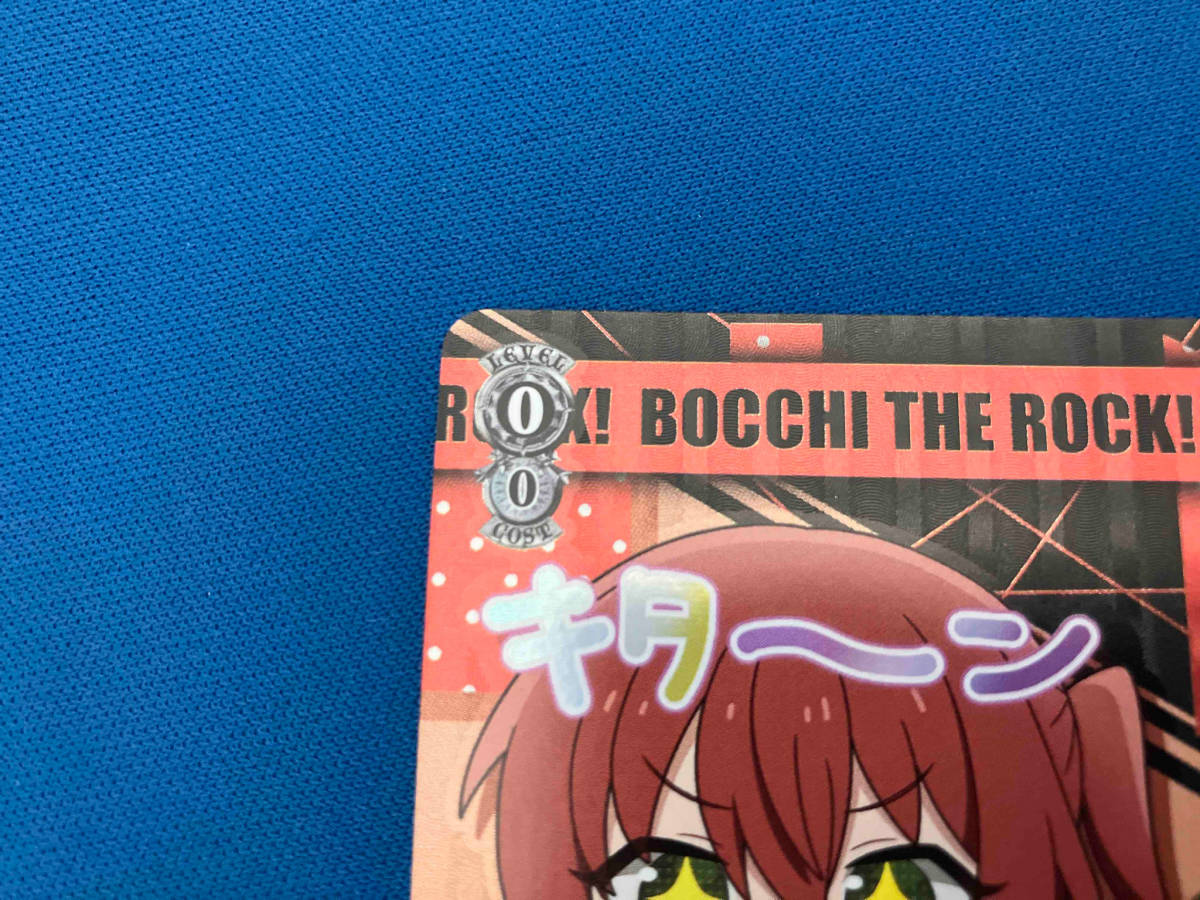 LEVEL
0
R K! BOCCHI THE ROCK!
0
COST
キターン